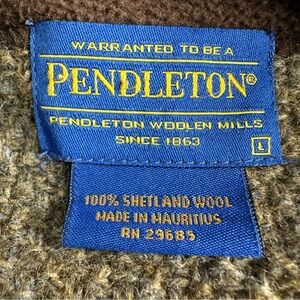 WARRANTED TO BE A
PENDLETON®
PENDLETON WOOLEN MILLS
SINCE 1863
L
100% SHETLAND WOOL
MADE IN MAURITIUS
RN 29685